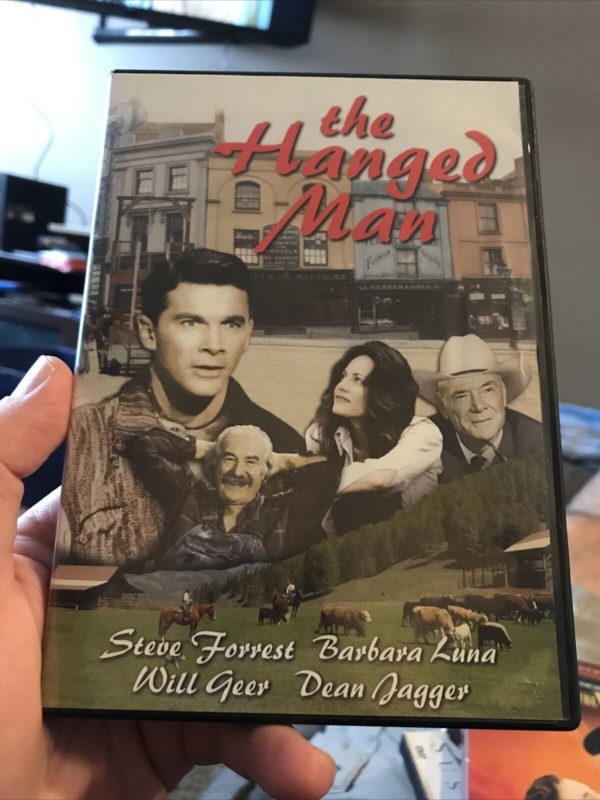 the
Hanged
Man
Steve Forrest Barbara Luna
Will Geer Dean Jagger